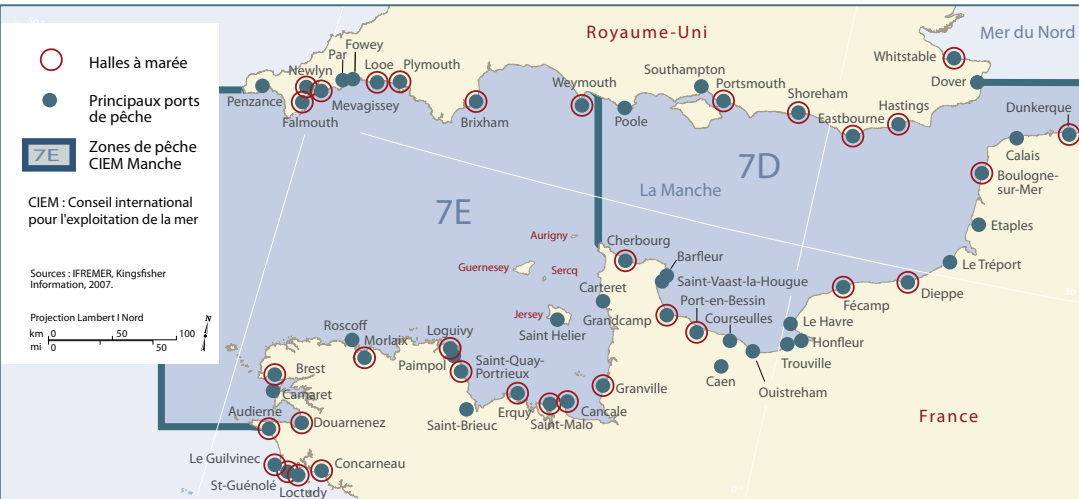 Halles à marée
Principaux ports
de pêche
7E
Zones de pêche
CIEM Manche
CIEM : Conseil international
pour l'exploitation de la mer
Sources : IFREMER, Kingsfisher
Information, 2007.
Projection Lambert I Nord
km 0 50 100
mi 0 50
N
Royaume-Uni
Mer du Nord
Whitstable
Dover
Dunkerque
Calais
Boulogne-
sur-Mer
Etaples
Le Tréport
Dieppe
Fécamp
Hastings
Eastbourne
Shoreham
Portsmouth
Southampton
Poole
Weymouth
Brixham
Plymouth
Looe
Fowey
Par
Mevagissey
Newlyn
Falmouth
Penzance
7D
7E
La Manche
Aurigny
Guernesey
Sercq
Jersey
Saint Helier
Cherbourg
Barfleur
Saint-Vaast-la-Hougue
Carteret
Grandcamp
Port-en-Bessin
Courseulles
Le Havre
Honfleur
Trouville
Ouistreham
Caen
Granville
Cancale
Saint-Malo
Erquy
Saint-Brieuc
Saint-Quay-
Portrieux
Paimpol
Loguivy
Roscoff
Morlaix
Brest
Camaret
Audierne
Douarnenez
Le Guilvinec
St-Guénolé
Loctudy
Concarneau
France